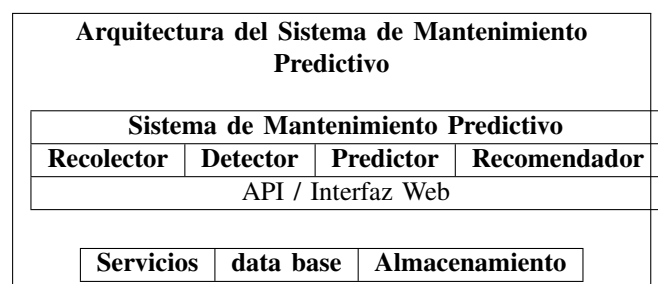 Arquitectura del Sistema de Mantenimiento
Predictivo
Sistema de Mantenimiento Predictivo
Recolector Detector Predictor Recomendador
API / Interfaz Web
Servicios data base Almacenamiento